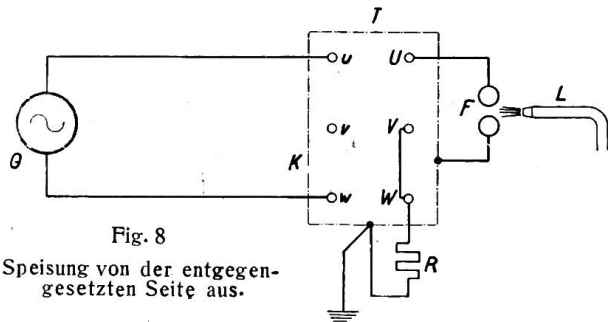 T
u U
F L
v V
K
G
w W
R
Fig. 8
Speisung von der entgegen-
gesetzten Seite aus.